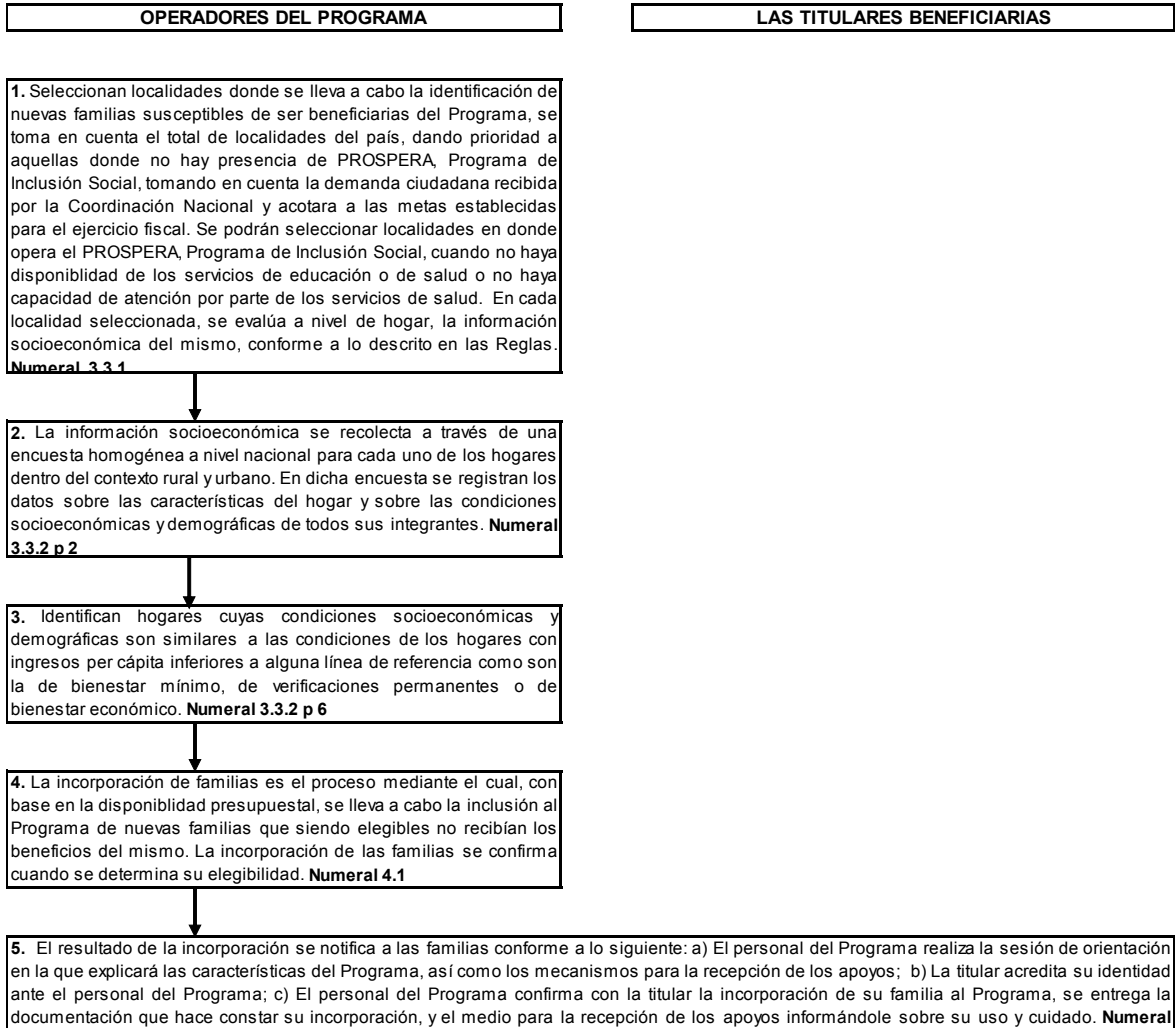 OPERADORES DEL PROGRAMA
LAS TITULARES BENEFICIARIAS
1. Seleccionan localidades donde se lleva a cabo la identificación de
nuevas familias susceptibles de ser beneficiarias del Programa, se
toma en cuenta el total de localidades del país, dando prioridad a
aquellas donde no hay presencia de PROSPERA, Programa de
Inclusión Social, tomando en cuenta la demanda ciudadana recibida
por la Coordinación Nacional y acotara a las metas establecidas
para el ejercicio fiscal. Se podrán seleccionar localidades en donde
opera el PROSPERA, Programa de Inclusión Social, cuando no haya
disponiblidad de los servicios de educación o de salud o no haya
capacidad de atención por parte de los servicios de salud. En cada
localidad seleccionada, se evalúa a nivel de hogar, la información
socioeconómica del mismo, conforme a lo descrito en las Reglas.
Numeral 3.3.1
2. La información socioeconómica se recolecta a través de una
encuesta homogénea a nivel nacional para cada uno de los hogares
dentro del contexto rural y urbano. En dicha encuesta se registran los
datos sobre las características del hogar y sobre las condiciones
socioeconómicas y demográficas de todos sus integrantes. Numeral
3.3.2 p 2
3. Identifican hogares cuyas condiciones socioeconómicas y
demográficas son similares a las condiciones de los hogares con
ingresos per cápita inferiores a alguna línea de referencia como son
la de bienestar mínimo, de verificaciones permanentes o de
bienestar económico. Numeral 3.3.2 p 6
4. La incorporación de familias es el proceso mediante el cual, con
base en la disponiblidad presupuestal, se lleva a cabo la inclusión al
Programa de nuevas familias que siendo elegibles no recibían los
beneficios del mismo. La incorporación de las familias se confirma
cuando se determina su elegibilidad. Numeral 4.1
5. El resultado de la incorporación se notifica a las familias conforme a lo siguiente: a) El personal del Programa realiza la sesión de orientación
en la que explicará las características del Programa, así como los mecanismos para la recepción de los apoyos; b) La titular acredita su identidad
ante el personal del Programa; c) El personal del Programa confirma con la titular la incorporación de su familia al Programa, se entrega la
documentación que hace constar su incorporación, y el medio para la recepción de los apoyos informándole sobre su uso y cuidado. Numeral